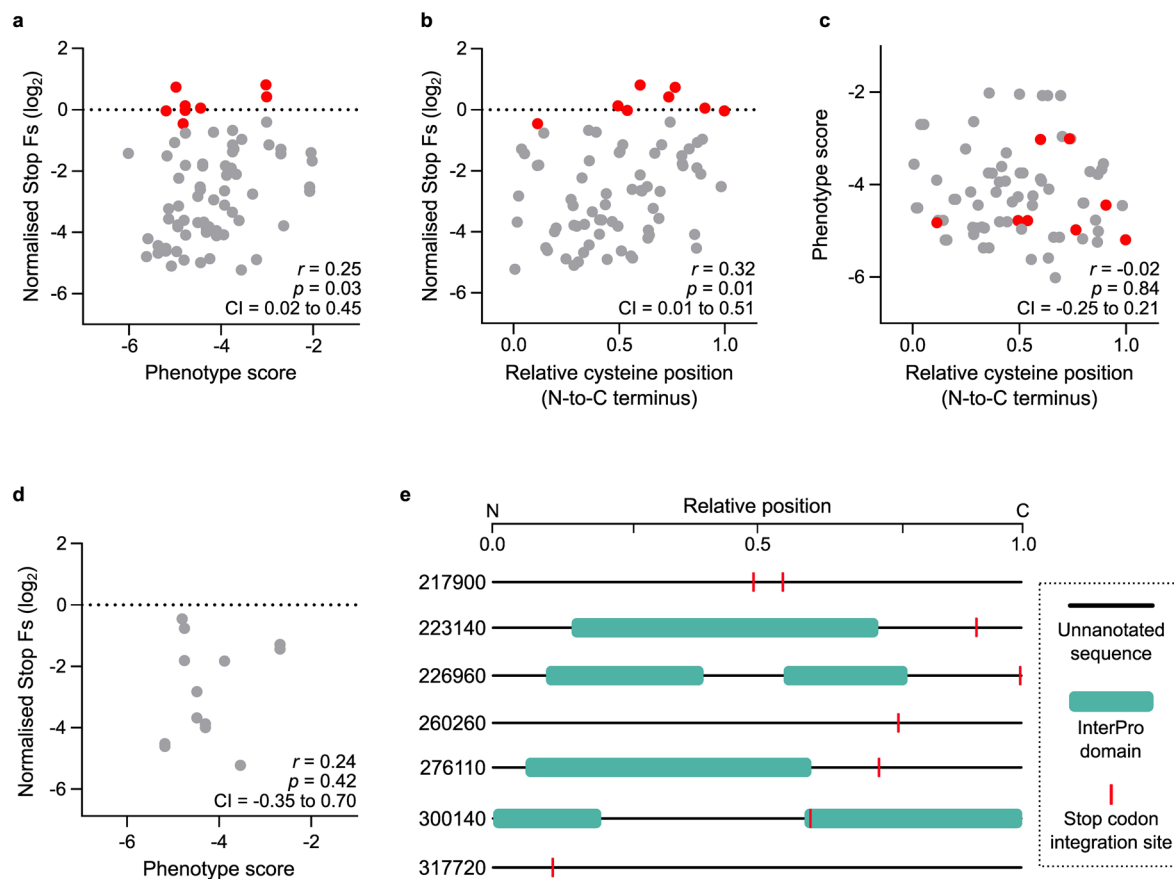 a
Normalised Stop Fs (log2)
2
0
-2
-4
-6
-6
-4
-2
Phenotype score
r = 0.25
p = 0.03
CI = 0.02 to 0.45
b
Normalised Stop Fs (log2)
2
0
-2
-4
-6
0.0
0.5
1.0
Relative cysteine position
(N-to-C terminus)
r = 0.32
p = 0.01
CI = 0.01 to 0.51
c
Phenotype score
-2
-4
-6
0.0
0.5
1.0
Relative cysteine position
(N-to-C terminus)
r = -0.02
p = 0.84
CI = -0.25 to 0.21
d
Normalised Stop Fs (log2)
2
0
-2
-4
-6
-6
-4
-2
Phenotype score
r = 0.24
p = 0.42
CI = -0.35 to 0.70
e
N
Relative position
C
0.0
0.5
1.0
217900
223140
226960
260260
276110
300140
317720
Unnanotated
sequence
InterPro
domain
Stop codon
integration site